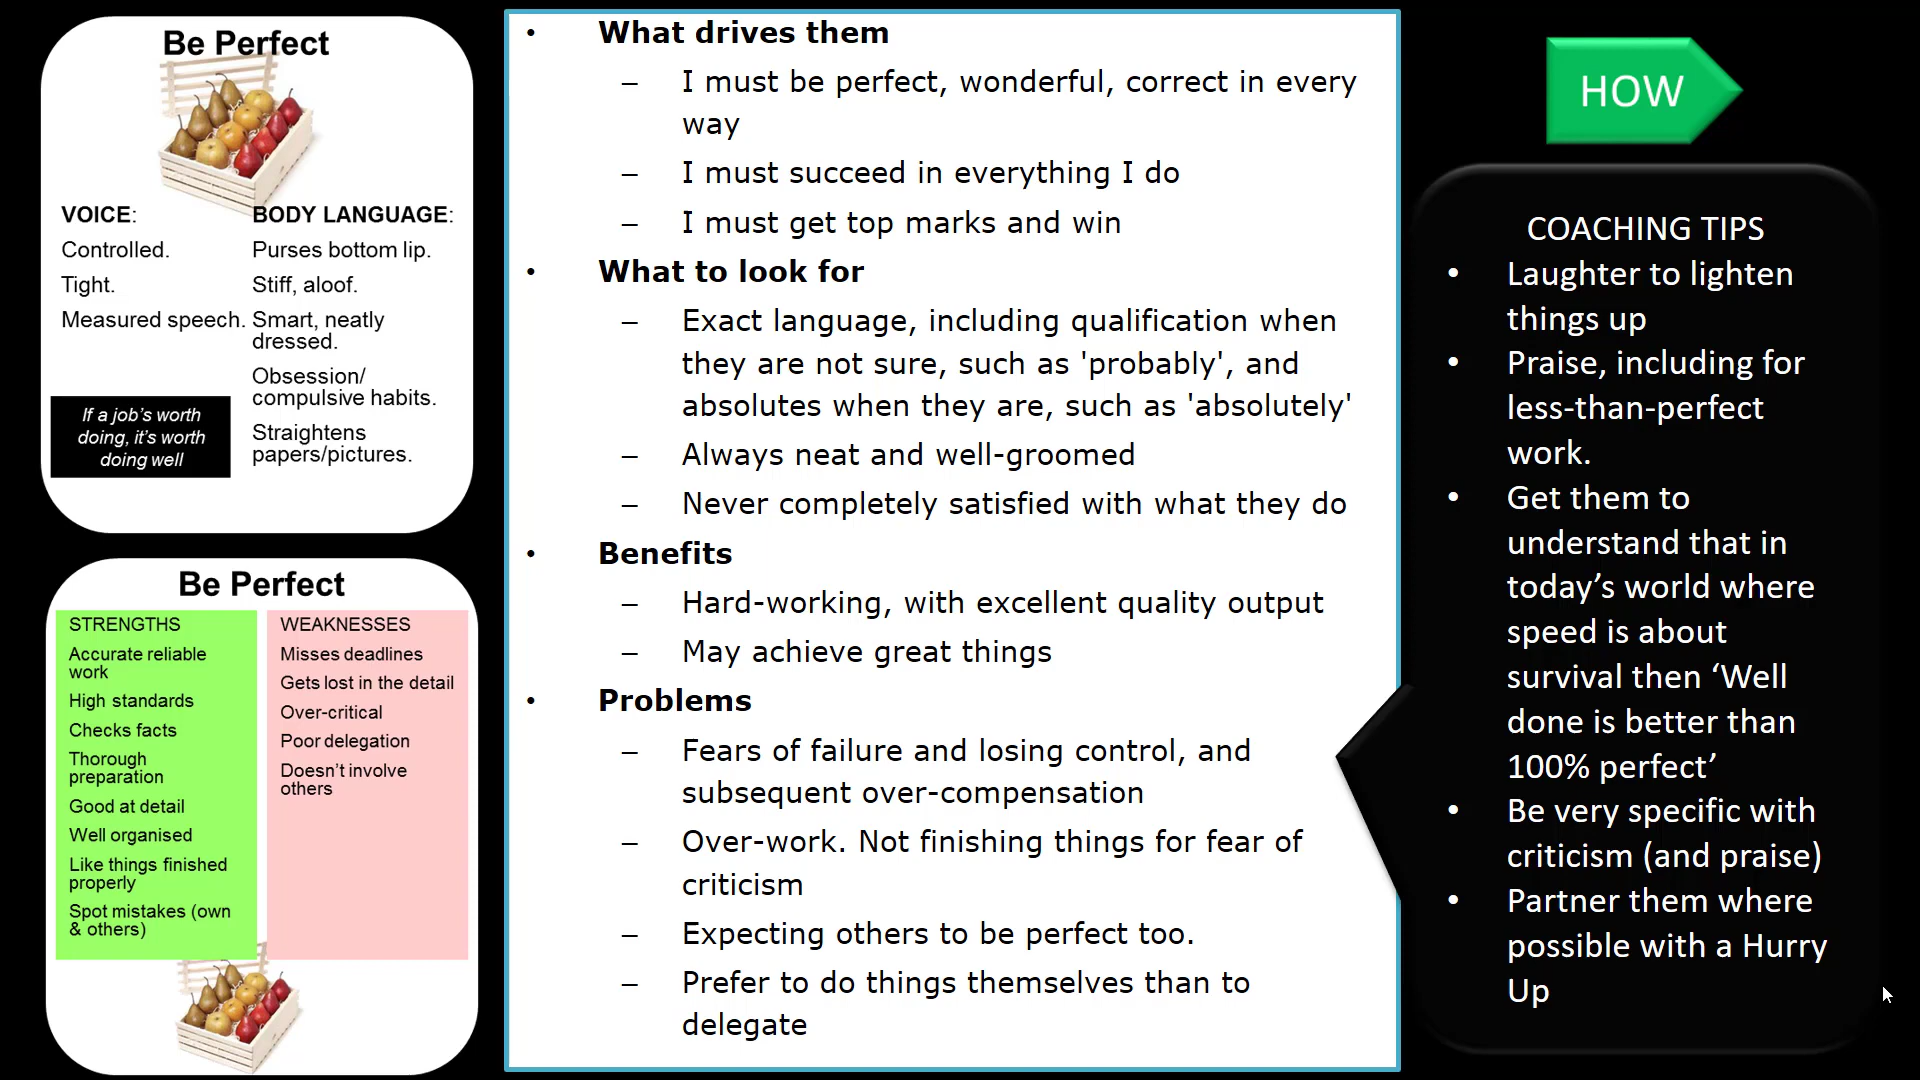 Be Perfect
VOICE:
Controlled.
Tight.
Measured speech.
If a job’s worth
doing, it’s worth
doing well
BODY LANGUAGE:
Purses bottom lip.
Stiff, aloof.
Smart, neatly
dressed.
Obsession/
compulsive habits.
Straightens
papers/pictures.
Be Perfect
STRENGTHS
Accurate reliable
work
High standards
Checks facts
Thorough
preparation
Good at detail
Well organised
Like things finished
properly
Spot mistakes (own
& others)
WEAKNESSES
Misses deadlines
Gets lost in the detail
Over-critical
Poor delegation
Doesn’t involve
others
• What drives them
– I must be perfect, wonderful, correct in every
way
– I must succeed in everything I do
– I must get top marks and win
• What to look for
– Exact language, including qualification when
they are not sure, such as 'probably', and
absolutes when they are, such as 'absolutely'
– Always neat and well-groomed
– Never completely satisfied with what they do
• Benefits
– Hard-working, with excellent quality output
– May achieve great things
• Problems
– Fears of failure and losing control, and
subsequent over-compensation
– Over-work. Not finishing things for fear of
criticism
– Expecting others to be perfect too.
– Prefer to do things themselves than to
delegate
HOW
COACHING TIPS
• Laughter to lighten
things up
• Praise, including for
less-than-perfect
work.
• Get them to
understand that in
today’s world where
speed is about
survival then ‘Well
done is better than
100% perfect’
• Be very specific with
criticism (and praise)
• Partner them where
possible with a Hurry
Up